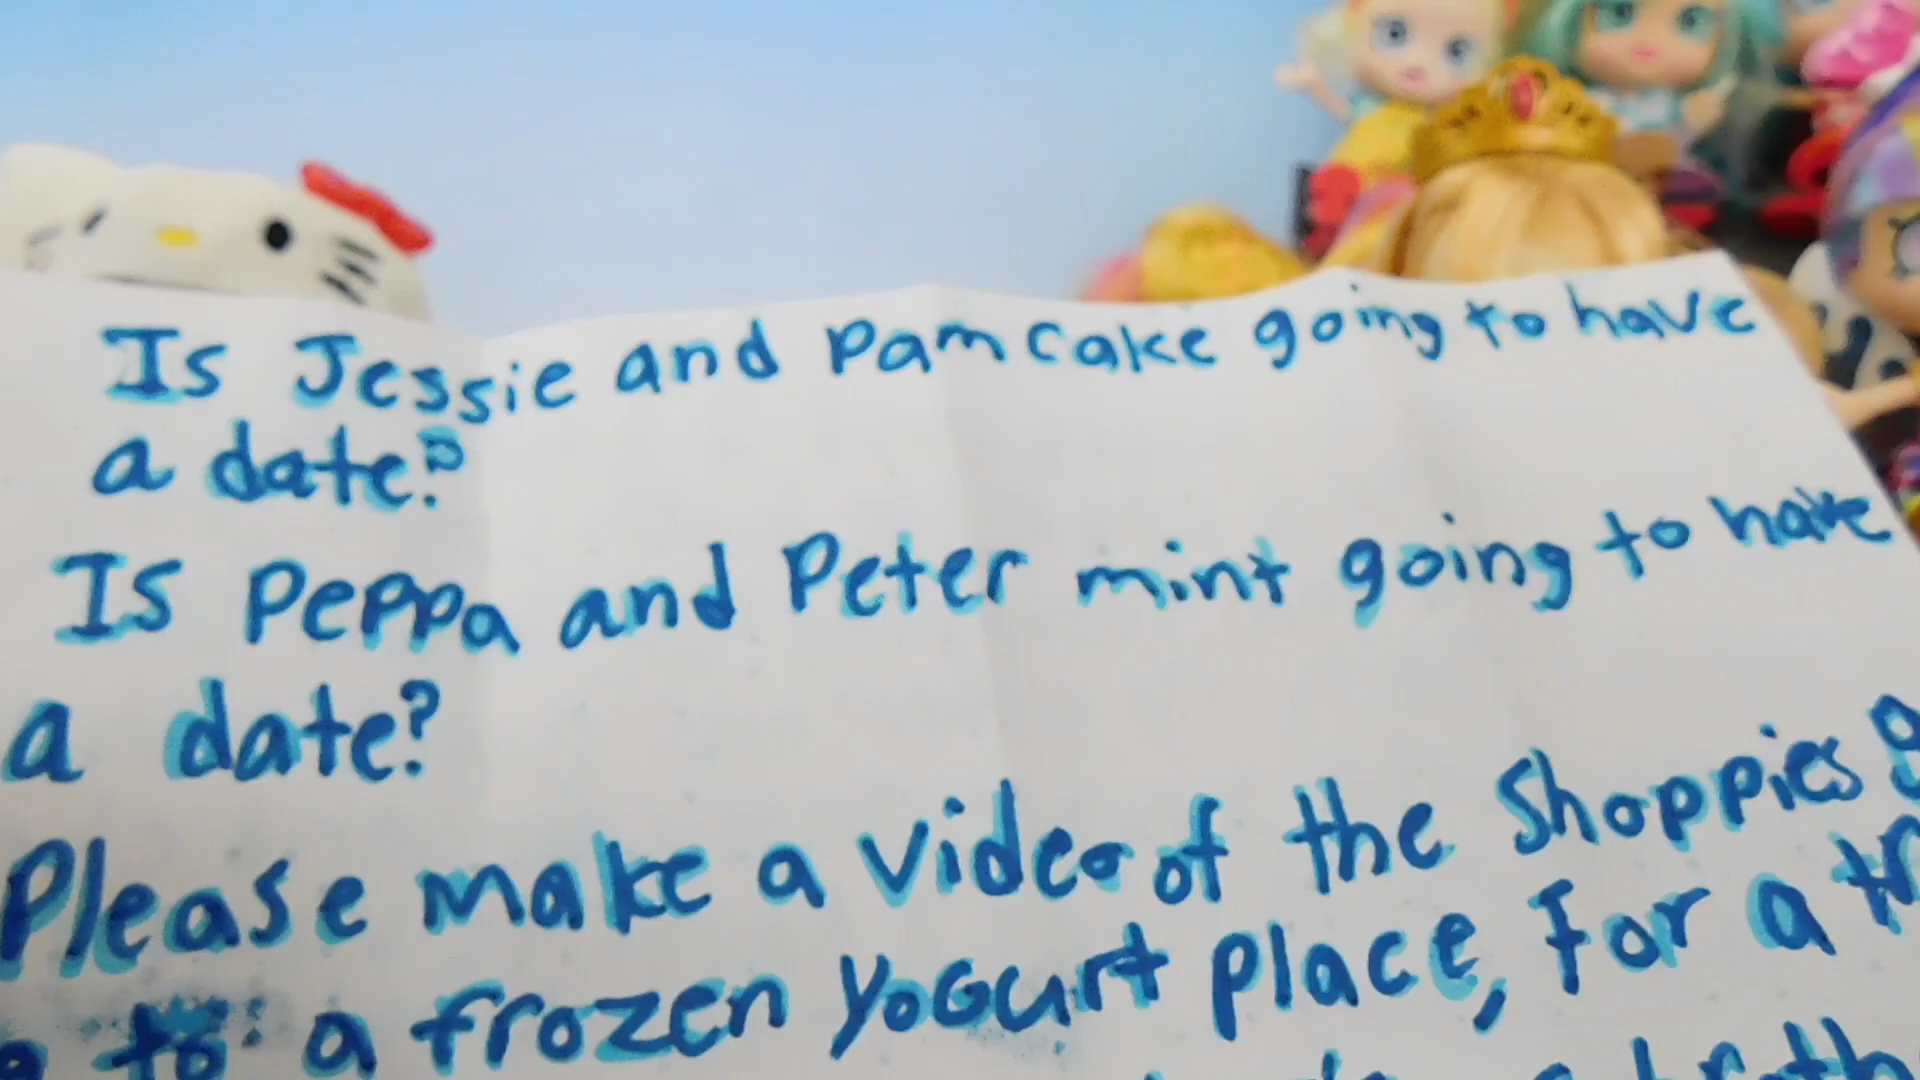 Is Jessie and Pam Cake going to have
a date?
Is Peppa and Peter mint going to have
a date?
Please make a video of the Shoppies
to a frozen Yogurt place, for a